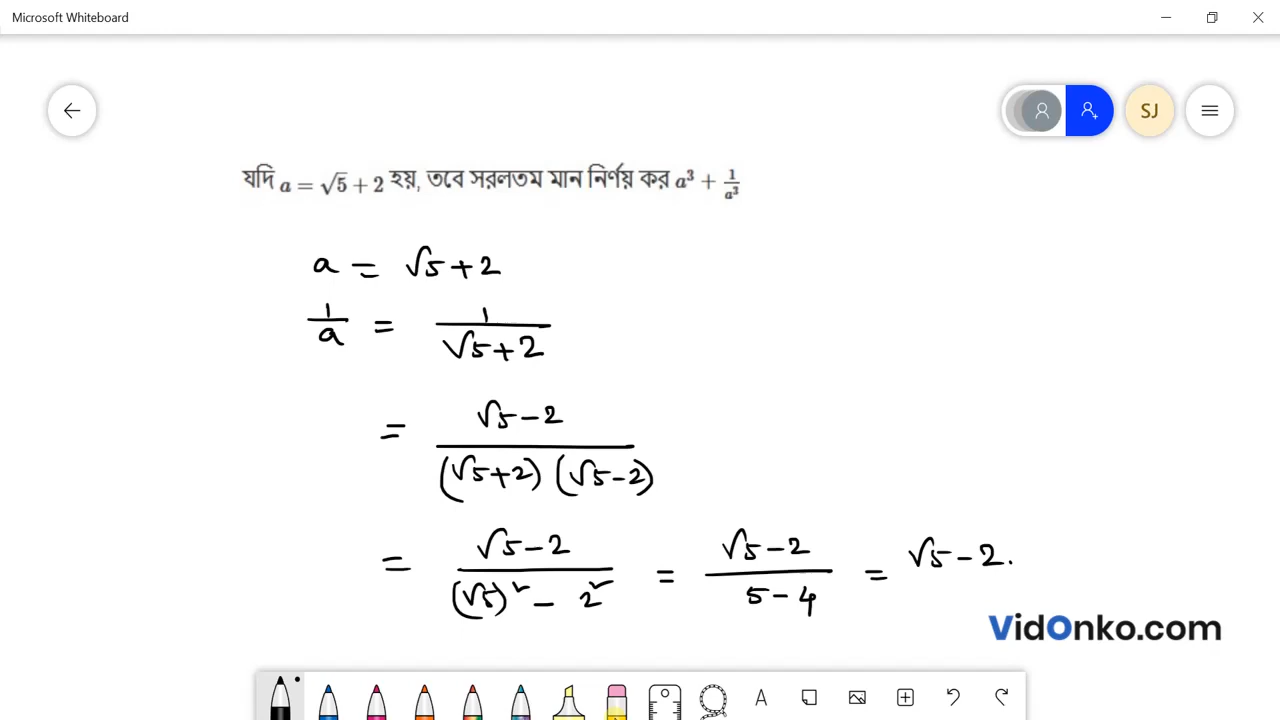 Microsoft Whiteboard
SJ
যদি a = √5 + 2 হয়, তবে সরলতম মান নির্ণয় কর a³ + 1/a³
a = √5+2
1/a = 1/(√5+2)
= (√5-2)/((√5+2)(√5-2))
= (√5-2)/((√5)² - 2²) = (√5-2)/(5-4) = √5-2.
VidOnko.com
A